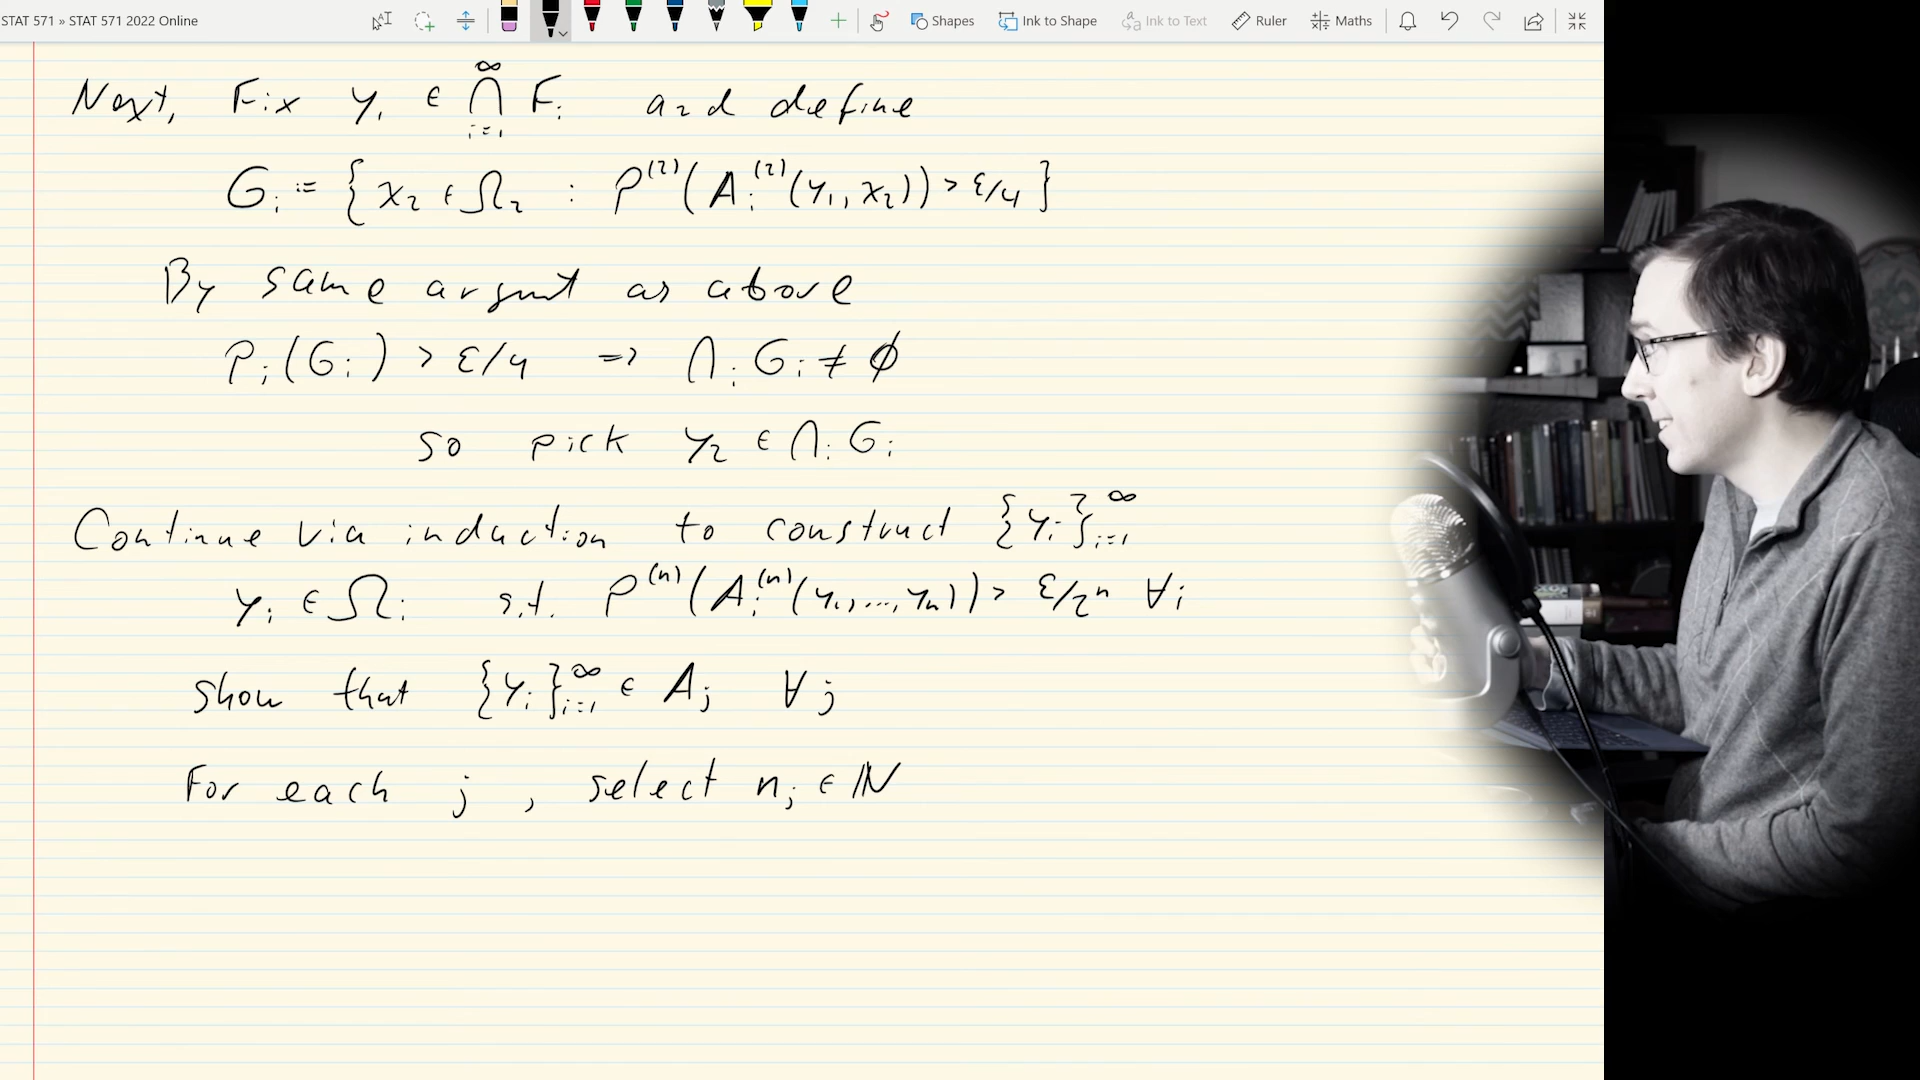 STAT 571 » STAT 571 2022 Online
Shapes Ink to Shape Ink to Text Ruler Maths
Next, Fix y₁ ∈ ⋂_{i=1}^∞ Fᵢ and define
Gᵢ := { x₂ ∈ Ω₂ : P^{(2)}(Aᵢ^{(2)}(y₁, x₂)) > ε/4 }
By same argumt as above
Pᵢ(Gᵢ) > ε/4 => ⋂ᵢ Gᵢ ≠ ∅
so pick y₂ ∈ ⋂ᵢ Gᵢ
Continue via induction to construct {yᵢ}_{i=1}^∞
yᵢ ∈ Ωᵢ s.t. P^{(n)}(Aᵢ^{(n)}(y₁, ..., yₙ)) > ε/2ⁿ ∀i
show that {yᵢ}_{i=1}^∞ ∈ Aⱼ ∀j
For each j, select nⱼ ∈ ℕ